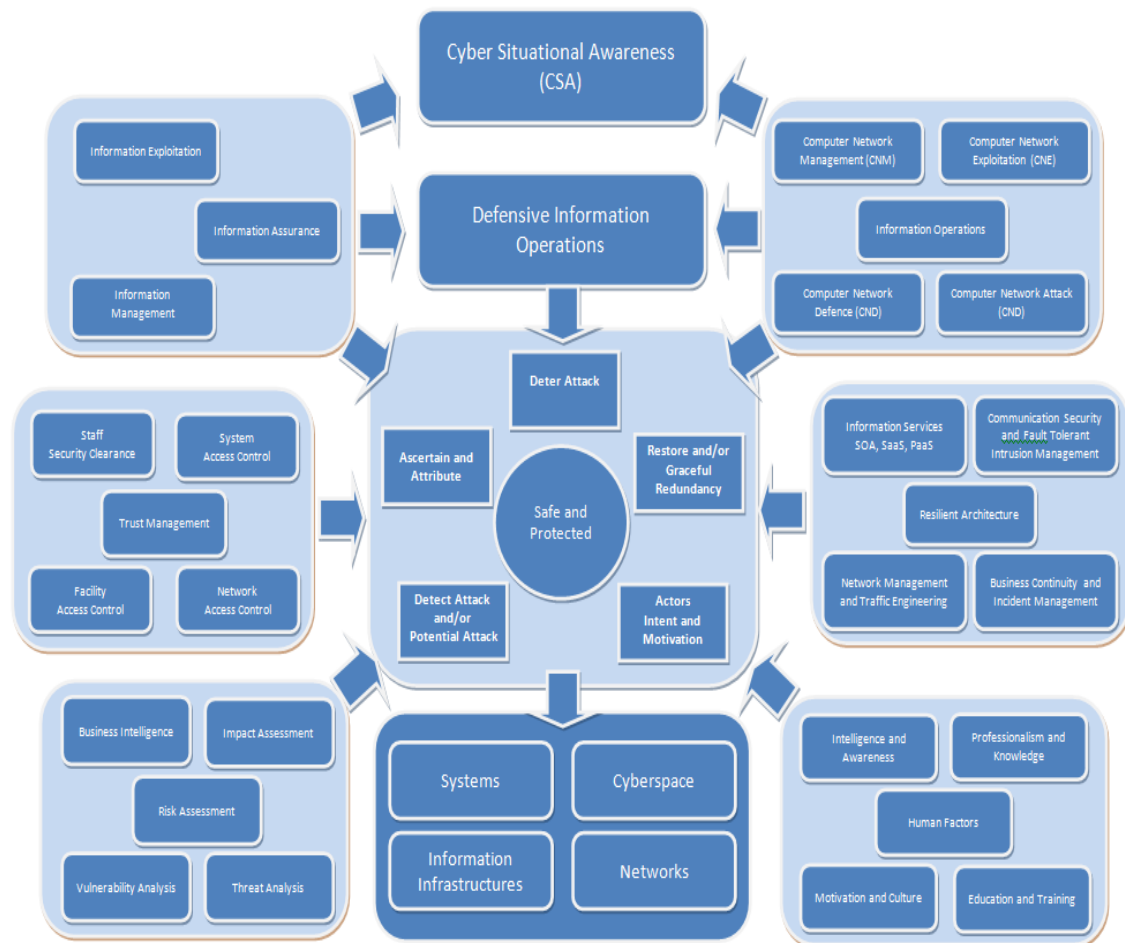 Cyber Situational Awareness
(CSA)
Information Exploitation
Information Assurance
Information
Management
Defensive Information
Operations
Computer Network
Management (CNM)
Computer Network
Exploitation (CNE)
Information Operations
Computer Network
Defence (CND)
Computer Network Attack
(CND)
Staff
Security Clearance
System
Access Control
Trust Management
Facility
Access Control
Network
Access Control
Deter Attack
Ascertain and
Attribute
Restore and/or
Graceful
Redundancy
Safe and
Protected
Detect Attack
and/or
Potential Attack
Actors
Intent and
Motivation
Information Services
SOA, SaaS, PaaS
Communication Security
and Fault Tolerant
Intrusion Management
Resilient Architecture
Network Management
and Traffic Engineering
Business Continuity and
Incident Management
Business Intelligence
Impact Assessment
Risk Assessment
Vulnerability Analysis
Threat Analysis
Systems
Cyberspace
Information
Infrastructures
Networks
Intelligence and
Awareness
Professionalism and
Knowledge
Human Factors
Motivation and Culture
Education and Training